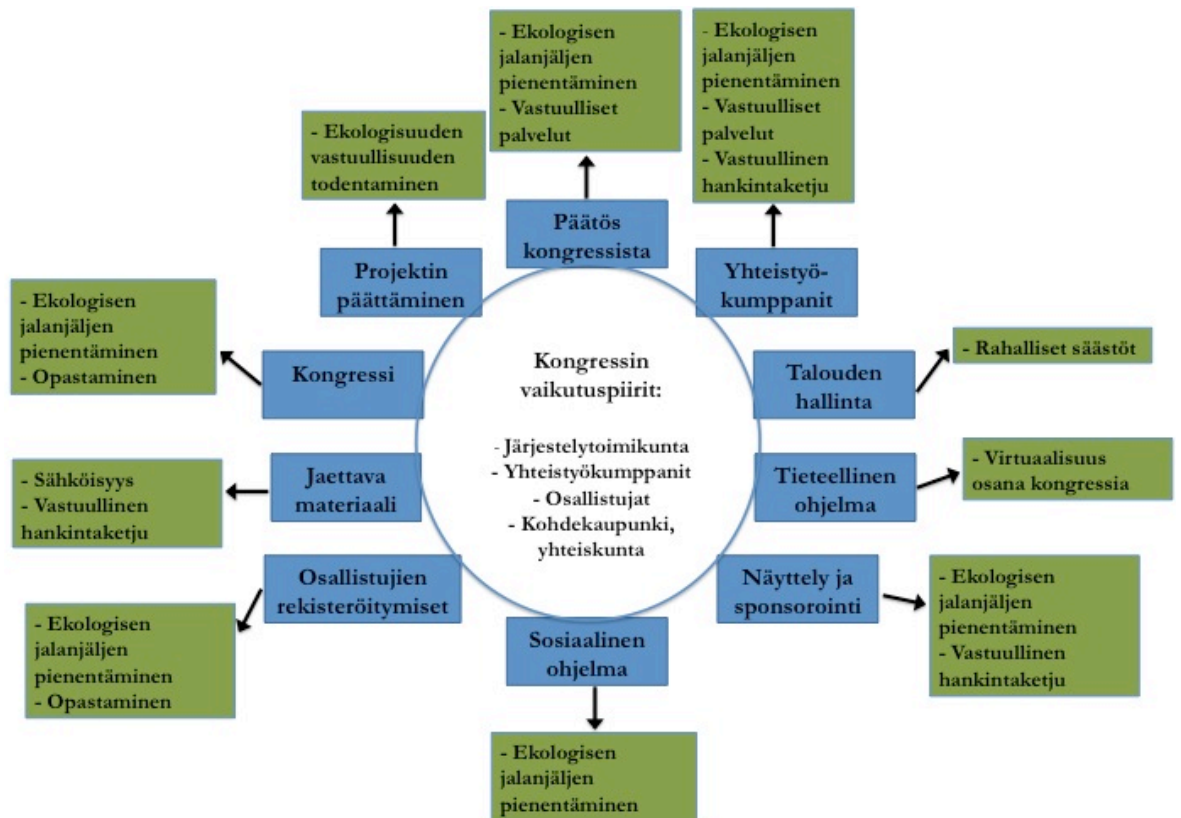 - Ekologisen
jalanjäljen
pienentäminen
- Vastuulliset
palvelut
- Ekologisen
jalanjäljen
pienentäminen
- Vastuulliset
palvelut
- Vastuullinen
hankintaketju
- Ekologisuuden
vastuullisuuden
todentaminen
Päätös
kongressista
Yhteistyö-
kumppanit
Projektin
päättäminen
- Ekologisen
jalanjäljen
pienentäminen
- Opastaminen
Kongressi
Kongressin
vaikutuspiirit:
- Järjestelytoimikunta
- Yhteistyökumppanit
- Osallistujat
- Kohdekaupunki,
yhteiskunta
Talouden
hallinta
- Rahalliset säästöt
- Sähköisyys
- Vastuullinen
hankintaketju
Jaettava
materiaali
Tieteellinen
ohjelma
- Virtuaalisuus
osana kongressia
Osallistujien
rekisteröitymiset
- Ekologisen
jalanjäljen
pienentäminen
- Opastaminen
Näyttely ja
sponsorointi
- Ekologisen
jalanjäljen
pienentäminen
- Vastuullinen
hankintaketju
Sosiaalinen
ohjelma
- Ekologisen
jalanjäljen
pienentäminen